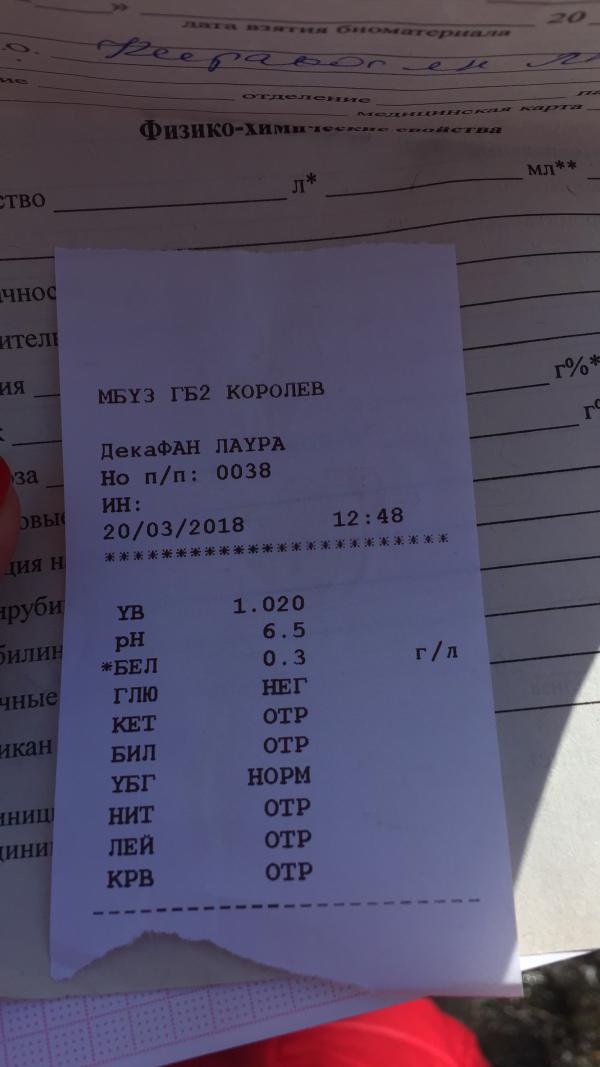 »
20
дата взятия биоматериала
отделение
медицинская карта
Физико-химические свойства
ство л* мл**
г%*
МБУЗ ГБ2 КОРОЛЕВ
ДекаФАН ЛАУРА
Но п/п: 0038
ИН:
20/03/2018 12:48
************************
УВ 1.020
pH 6.5
*БЕЛ 0.3 г/л
ГЛЮ НЕГ
КЕТ ОТР
БИЛ ОТР
УБГ НОРМ
НИТ ОТР
ЛЕЙ ОТР
КРВ ОТР